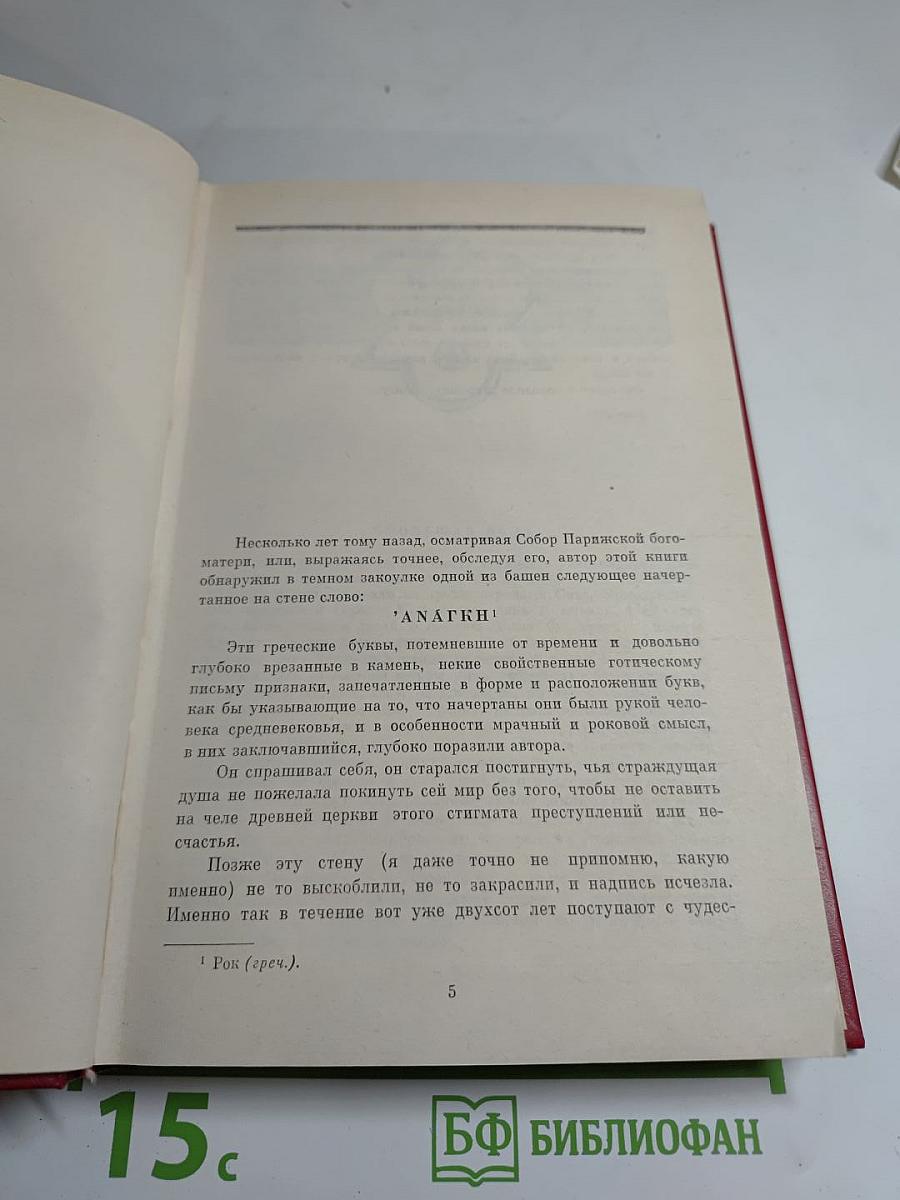 Несколько лет тому назад, осматривая Собор Парижской бого-
матери, или, выражаясь точнее, обследуя его, автор этой книги
обнаружил в темном закоулке одной из башен следующее начер-
танное на стене слово:
’ΑΝΆΓΚΗ¹
Эти греческие буквы, потемневшие от времени и довольно
глубоко врезанные в камень, некие свойственные готическому
письму признаки, запечатленные в форме и расположении букв,
как бы указывающие на то, что начертаны они были рукой чело-
века средневековья, и в особенности мрачный и роковой смысл,
в них заключавшийся, глубоко поразили автора.
Он спрашивал себя, он старался постигнуть, чья страждущая
душа не пожелала покинуть сей мир без того, чтобы не оставить
на челе древней церкви этого стигмата преступлений или не-
счастья.
Позже эту стену (я даже точно не припомню, какую
именно) не то выскоблили, не то закрасили, и надпись исчезла.
Именно так в течение вот уже двухсот лет поступают с чудес-
¹ Рок (греч.).
5
15 с
БФ БИБЛИОФАН